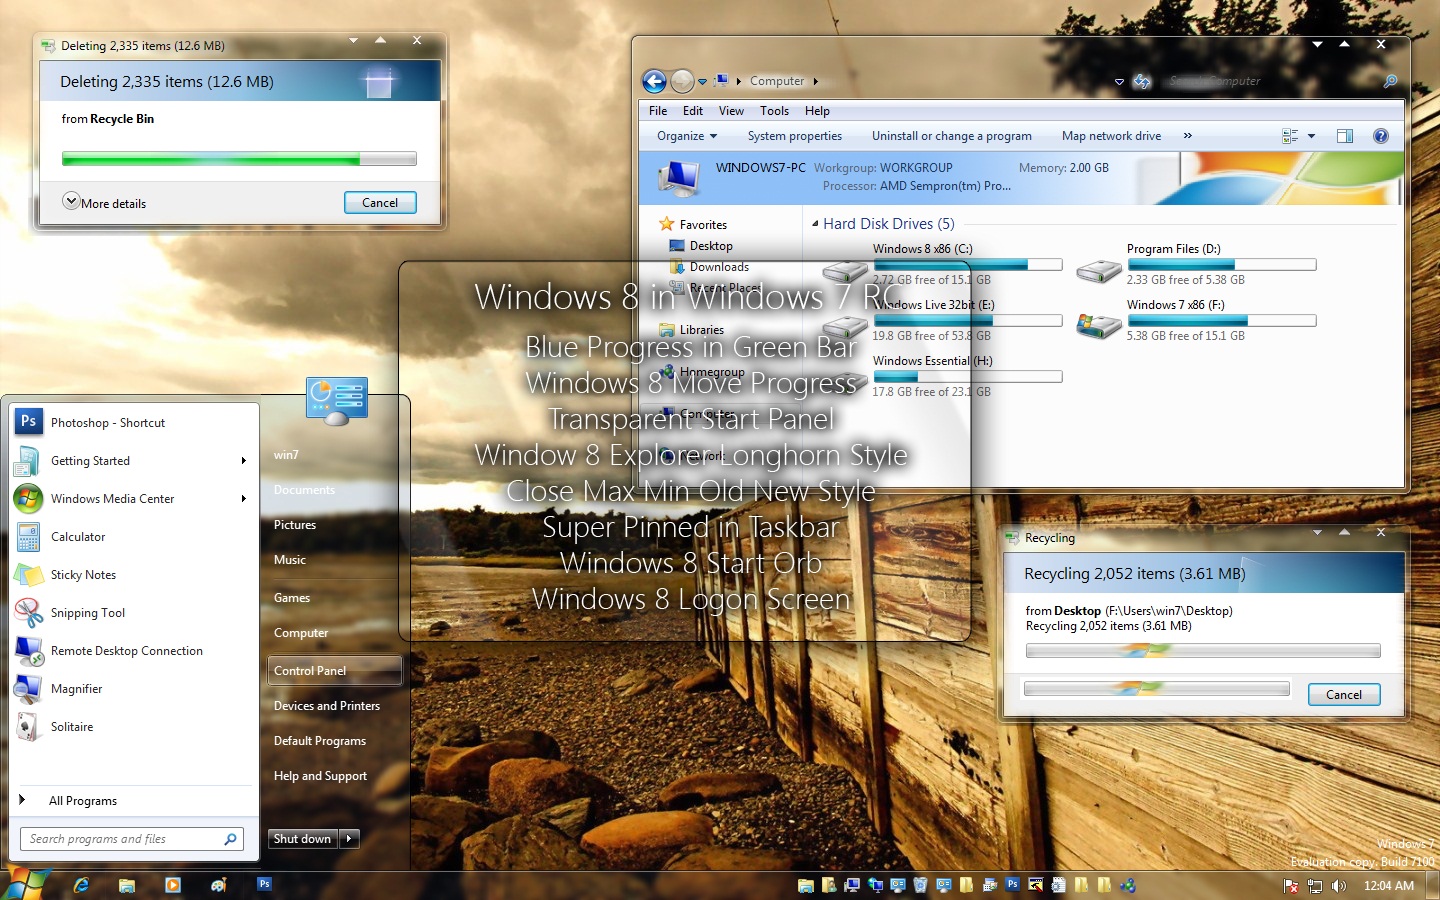 Deleting 2,335 items (12.6 MB)
Deleting 2,335 items (12.6 MB)
from Recycle Bin
More details
Cancel
Computer
Search Computer
File Edit View Tools Help
Organize System properties Uninstall or change a program Map network drive »
WINDOWS7-PC Workgroup: WORKGROUP Memory: 2.00 GB
Processor: AMD Sempron(tm) Pro...
Favorites
Desktop
Downloads
Recent Places
Libraries
Homegroup
Computer
Network
Hard Disk Drives (5)
Windows 8 x86 (C:)
2.72 GB free of 15.1 GB
Program Files (D:)
2.33 GB free of 5.38 GB
Windows Live 32bit (E:)
19.8 GB free of 53.8 GB
Windows 7 x86 (F:)
5.38 GB free of 15.1 GB
Windows Essential (H:)
17.8 GB free of 23.1 GB
Windows 8 in Windows 7 RC
Blue Progress in Green Bar
Windows 8 Move Progress
Transparent Start Panel
Window 8 Explorer Longhorn Style
Close Max Min Old New Style
Super Pinned in Taskbar
Windows 8 Start Orb
Windows 8 Logon Screen
Recycling
Recycling 2,052 items (3.61 MB)
from Desktop (F:\Users\win7\Desktop)
Recycling 2,052 items (3.61 MB)
Cancel
Ps
Photoshop - Shortcut
Getting Started
Windows Media Center
Calculator
Sticky Notes
Snipping Tool
Remote Desktop Connection
Magnifier
Solitaire
All Programs
Search programs and files
win7
Documents
Pictures
Music
Games
Computer
Control Panel
Devices and Printers
Default Programs
Help and Support
Shut down
Windows 7
Evaluation copy. Build 7100
Ps
Ps
12:04 AM